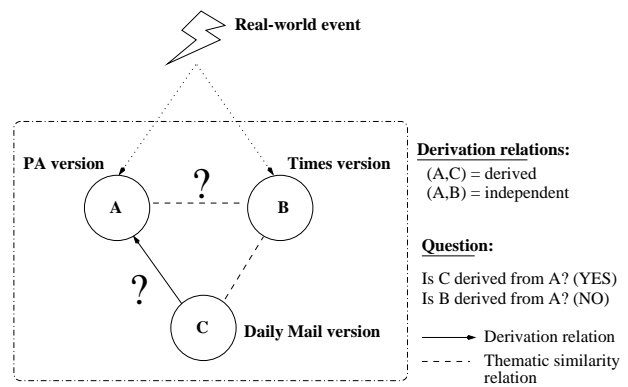 Real-world event
PA version
Times version
?
A
B
?
C
Daily Mail version
Derivation relations:
(A,C) = derived
(A,B) = independent
Question:
Is C derived from A? (YES)
Is B derived from A? (NO)
Derivation relation
Thematic similarity
relation